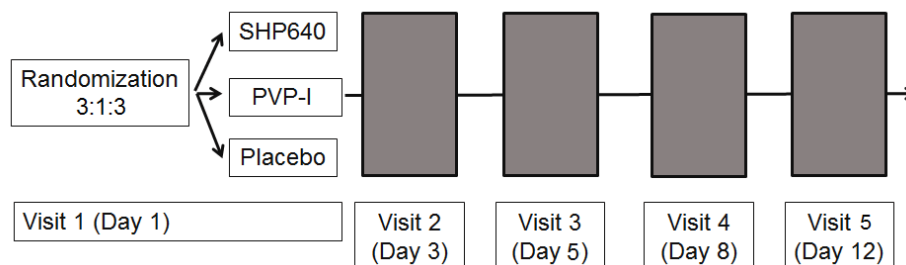 SHP640
Randomization
3:1:3
PVP-I
Placebo
Visit 1 (Day 1)
Visit 2
(Day 3)
Visit 3
(Day 5)
Visit 4
(Day 8)
Visit 5
(Day 12)